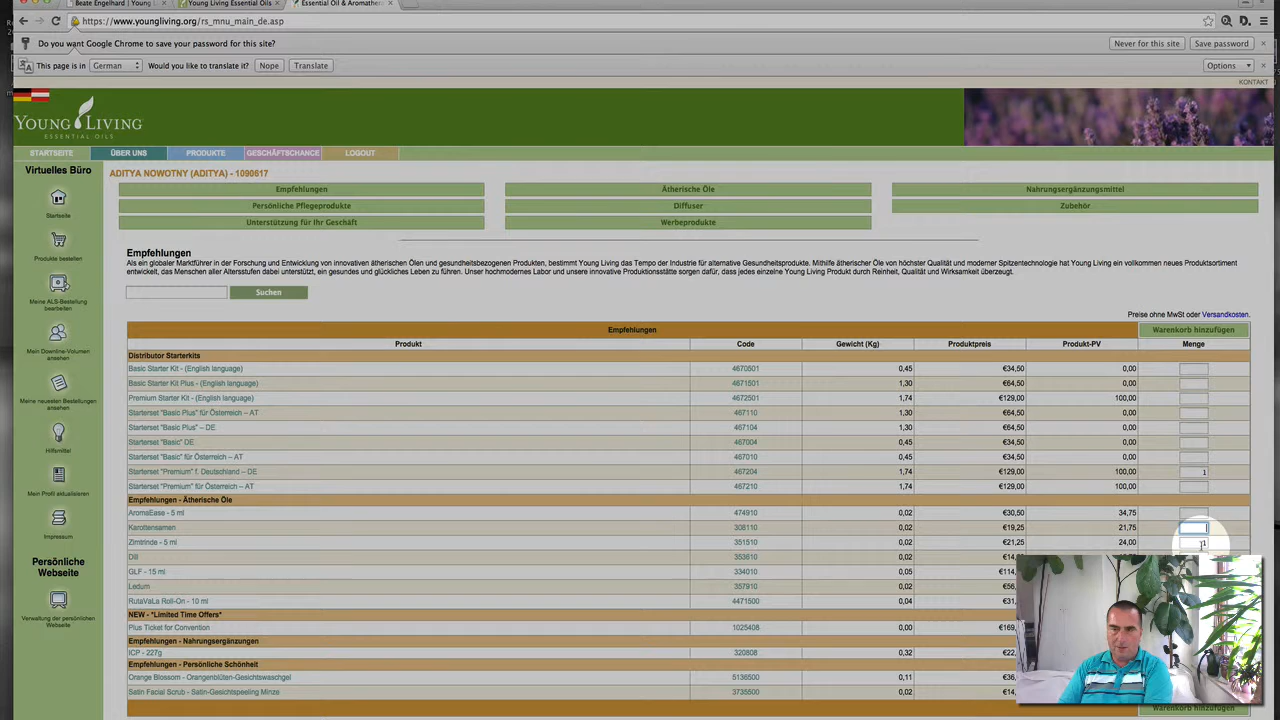 Beate Engelhard | Young L
Young Living Essential Oils
Essential Oil & Aromather
https://www.youngliving.org/rs_mnu_main_de.asp
Do you want Google Chrome to save your password for this site?
Never for this site
Save password
This page is in
German
Would you like to translate it?
Nope
Translate
Options
KONTAKT
YOUNG LIVING
ESSENTIAL OILS
STARTSEITE
ÜBER UNS
PRODUKTE
GESCHÄFTSCHANCE
LOGOUT
Virtuelles Büro
Startseite
Produkte bestellen
Meine ALS-Bestellung
bearbeiten
Mein Downline-Volumen
ansehen
Meine neuesten Bestellungen
ansehen
Hilfsmittel
Mein Profil aktualisieren
Impressum
Persönliche
Webseite
Verwaltung der persönlichen
Webseite
ADITYA NOWOTNY (ADITYA) - 1090617
Empfehlungen
Ätherische Öle
Nahrungsergänzungsmittel
Persönliche Pflegeprodukte
Diffuser
Zubehör
Unterstützung für Ihr Geschäft
Werbeprodukte
Empfehlungen
Als ein globaler Marktführer in der Forschung und Entwicklung von innovativen ätherischen Ölen und gesundheitsbezogenen Produkten, bestimmt Young Living das Tempo der Industrie für alternative Gesundheitsprodukte. Mithilfe ätherischer Öle von höchster Qualität und moderner Spitzentechnologie hat Young Living ein vollkommen neues Produktsortiment
entwickelt, das Menschen aller Altersstufen dabei unterstützt, ein gesundes und glückliches Leben zu führen. Unser hochmodernes Labor und unsere innovative Produktionsstätte sorgen dafür, dass jedes einzelne Young Living Produkt durch Reinheit, Qualität und Wirksamkeit überzeugt.
Suchen
Preise ohne MwSt oder Versandkosten.
Empfehlungen
Warenkorb hinzufügen
Produkt Code Gewicht (Kg) Produktpreis Produkt-PV Menge
Distributor Starterkits
Basic Starter Kit - (English language) 4670501 0,45 €34,50 0,00
Basic Starter Kit Plus - (English language) 4671501 1,30 €64,50 0,00
Premium Starter Kit - (English language) 4672501 1,74 €129,00 100,00
Starterset "Basic Plus" für Österreich – AT 467110 1,30 €64,50 0,00
Starterset "Basic Plus" – DE 467104 1,30 €64,50 0,00
Starterset "Basic" DE 467004 0,45 €34,50 0,00
Starterset "Basic" für Österreich – AT 467010 0,45 €34,50 0,00
Starterset "Premium" f. Deutschland – DE 467204 1,74 €129,00 100,00 1
Starterset "Premium" für Österreich – AT 467210 1,74 €129,00 100,00
Empfehlungen - Ätherische Öle
AromaEase - 5 ml 474910 0,02 €30,50 34,75
Karottensamen 308110 0,02 €19,25 21,75
Zimtrinde - 5 ml 351510 0,02 €21,25 24,00 1
Dill 353610 0,02 €14,
GLF - 15 ml 334010 0,05 €114,
Ledum 357910 0,02 €56,
RutaVaLa Roll-On - 10 ml 4471500 0,04 €31,
NEW - *Limited Time Offers*
Plus Ticket for Convention 1025408 0,00 €169,
Empfehlungen - Nahrungsergänzungen
ICP - 227g 320808 0,32 €22,
Empfehlungen - Persönliche Schönheit
Orange Blossom - Orangenblüten-Gesichtswaschgel 5136500 0,11 €36,
Satin Facial Scrub - Satin-Gesichtspeeling Minze 3735500 0,02 €14,
Warenkorb hinzufügen